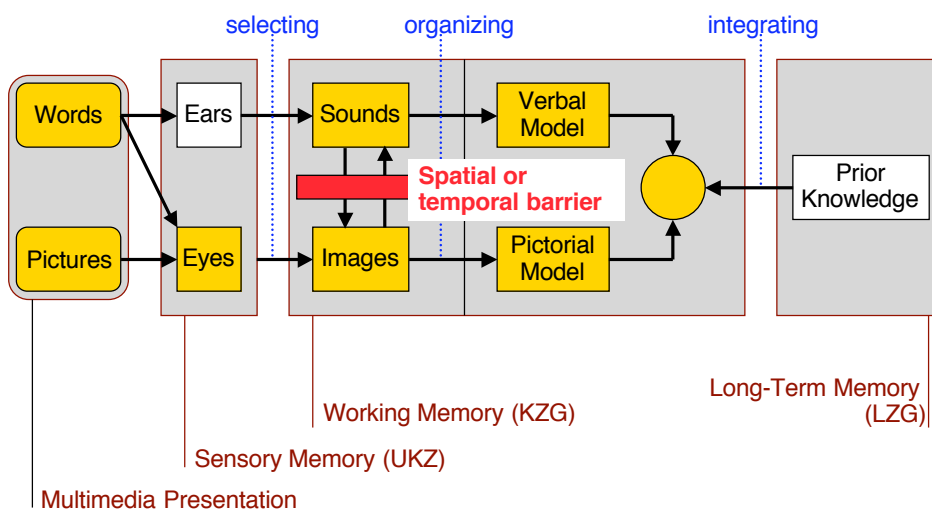 selecting
organizing
integrating
Words
Ears
Sounds
Verbal
Model
Spatial or
temporal barrier
Prior
Knowledge
Pictures
Eyes
Images
Pictorial
Model
Long-Term Memory
(LZG)
Working Memory (KZG)
Sensory Memory (UKZ)
Multimedia Presentation